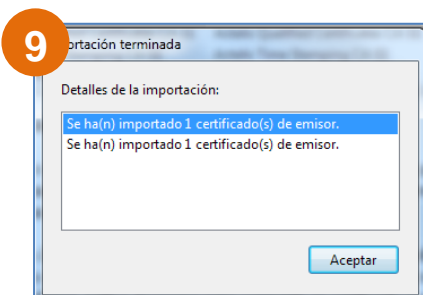 9
ortación terminada
Detalles de la importación:
Se ha(n) importado 1 certificado(s) de emisor.
Se ha(n) importado 1 certificado(s) de emisor.
Aceptar